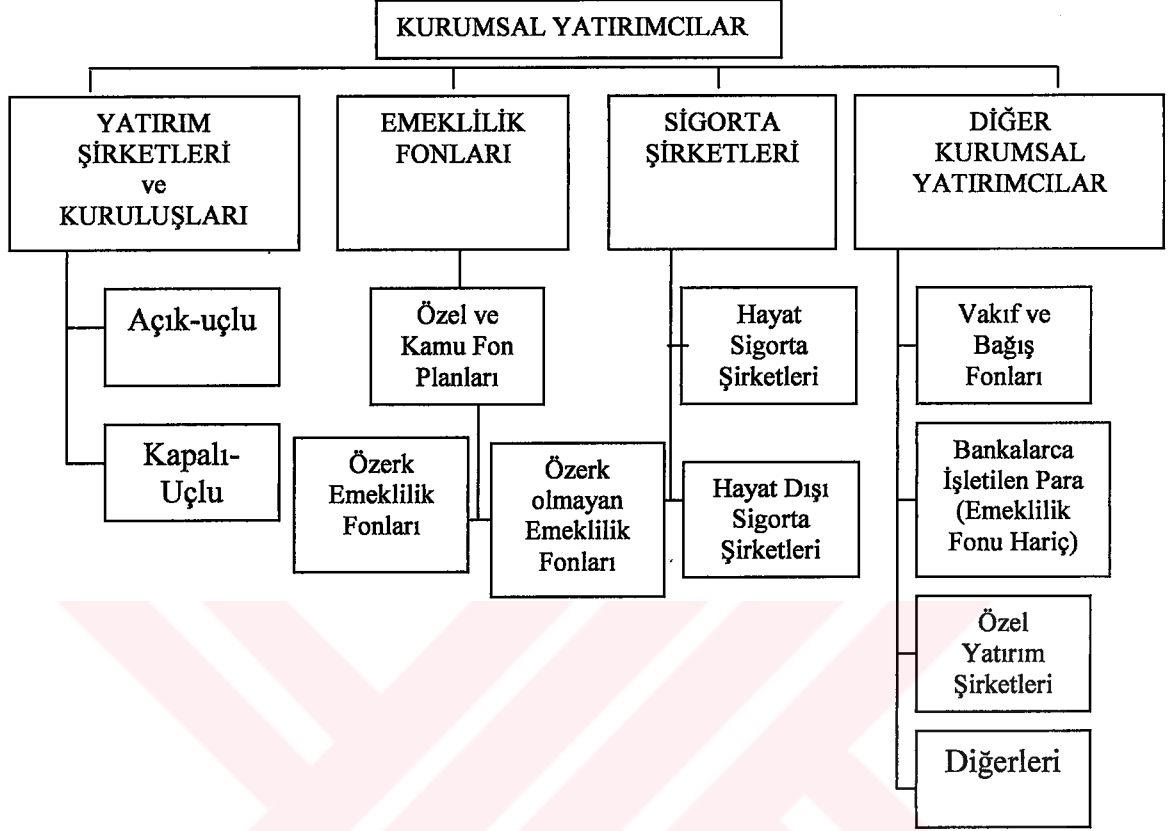 KURUMSAL YATIRIMCILAR
YATIRIM
ŞİRKETLERİ
ve
KURULUŞLARI
EMEKLİLİK
FONLARI
SİGORTA
ŞİRKETLERİ
DİĞER
KURUMSAL
YATIRIMCILAR
Açık-uçlu
Kapalı-
Uçlu
Özel ve
Kamu Fon
Planları
Özerk
Emeklilik
Fonları
Özerk
olmayan
Emeklilik
Fonları
Hayat
Sigorta
Şirketleri
Hayat Dışı
Sigorta
Şirketleri
Vakıf ve
Bağış
Fonları
Bankalarca
İşletilen Para
(Emeklilik
Fonu Hariç)
Özel
Yatırım
Şirketleri
Diğerleri